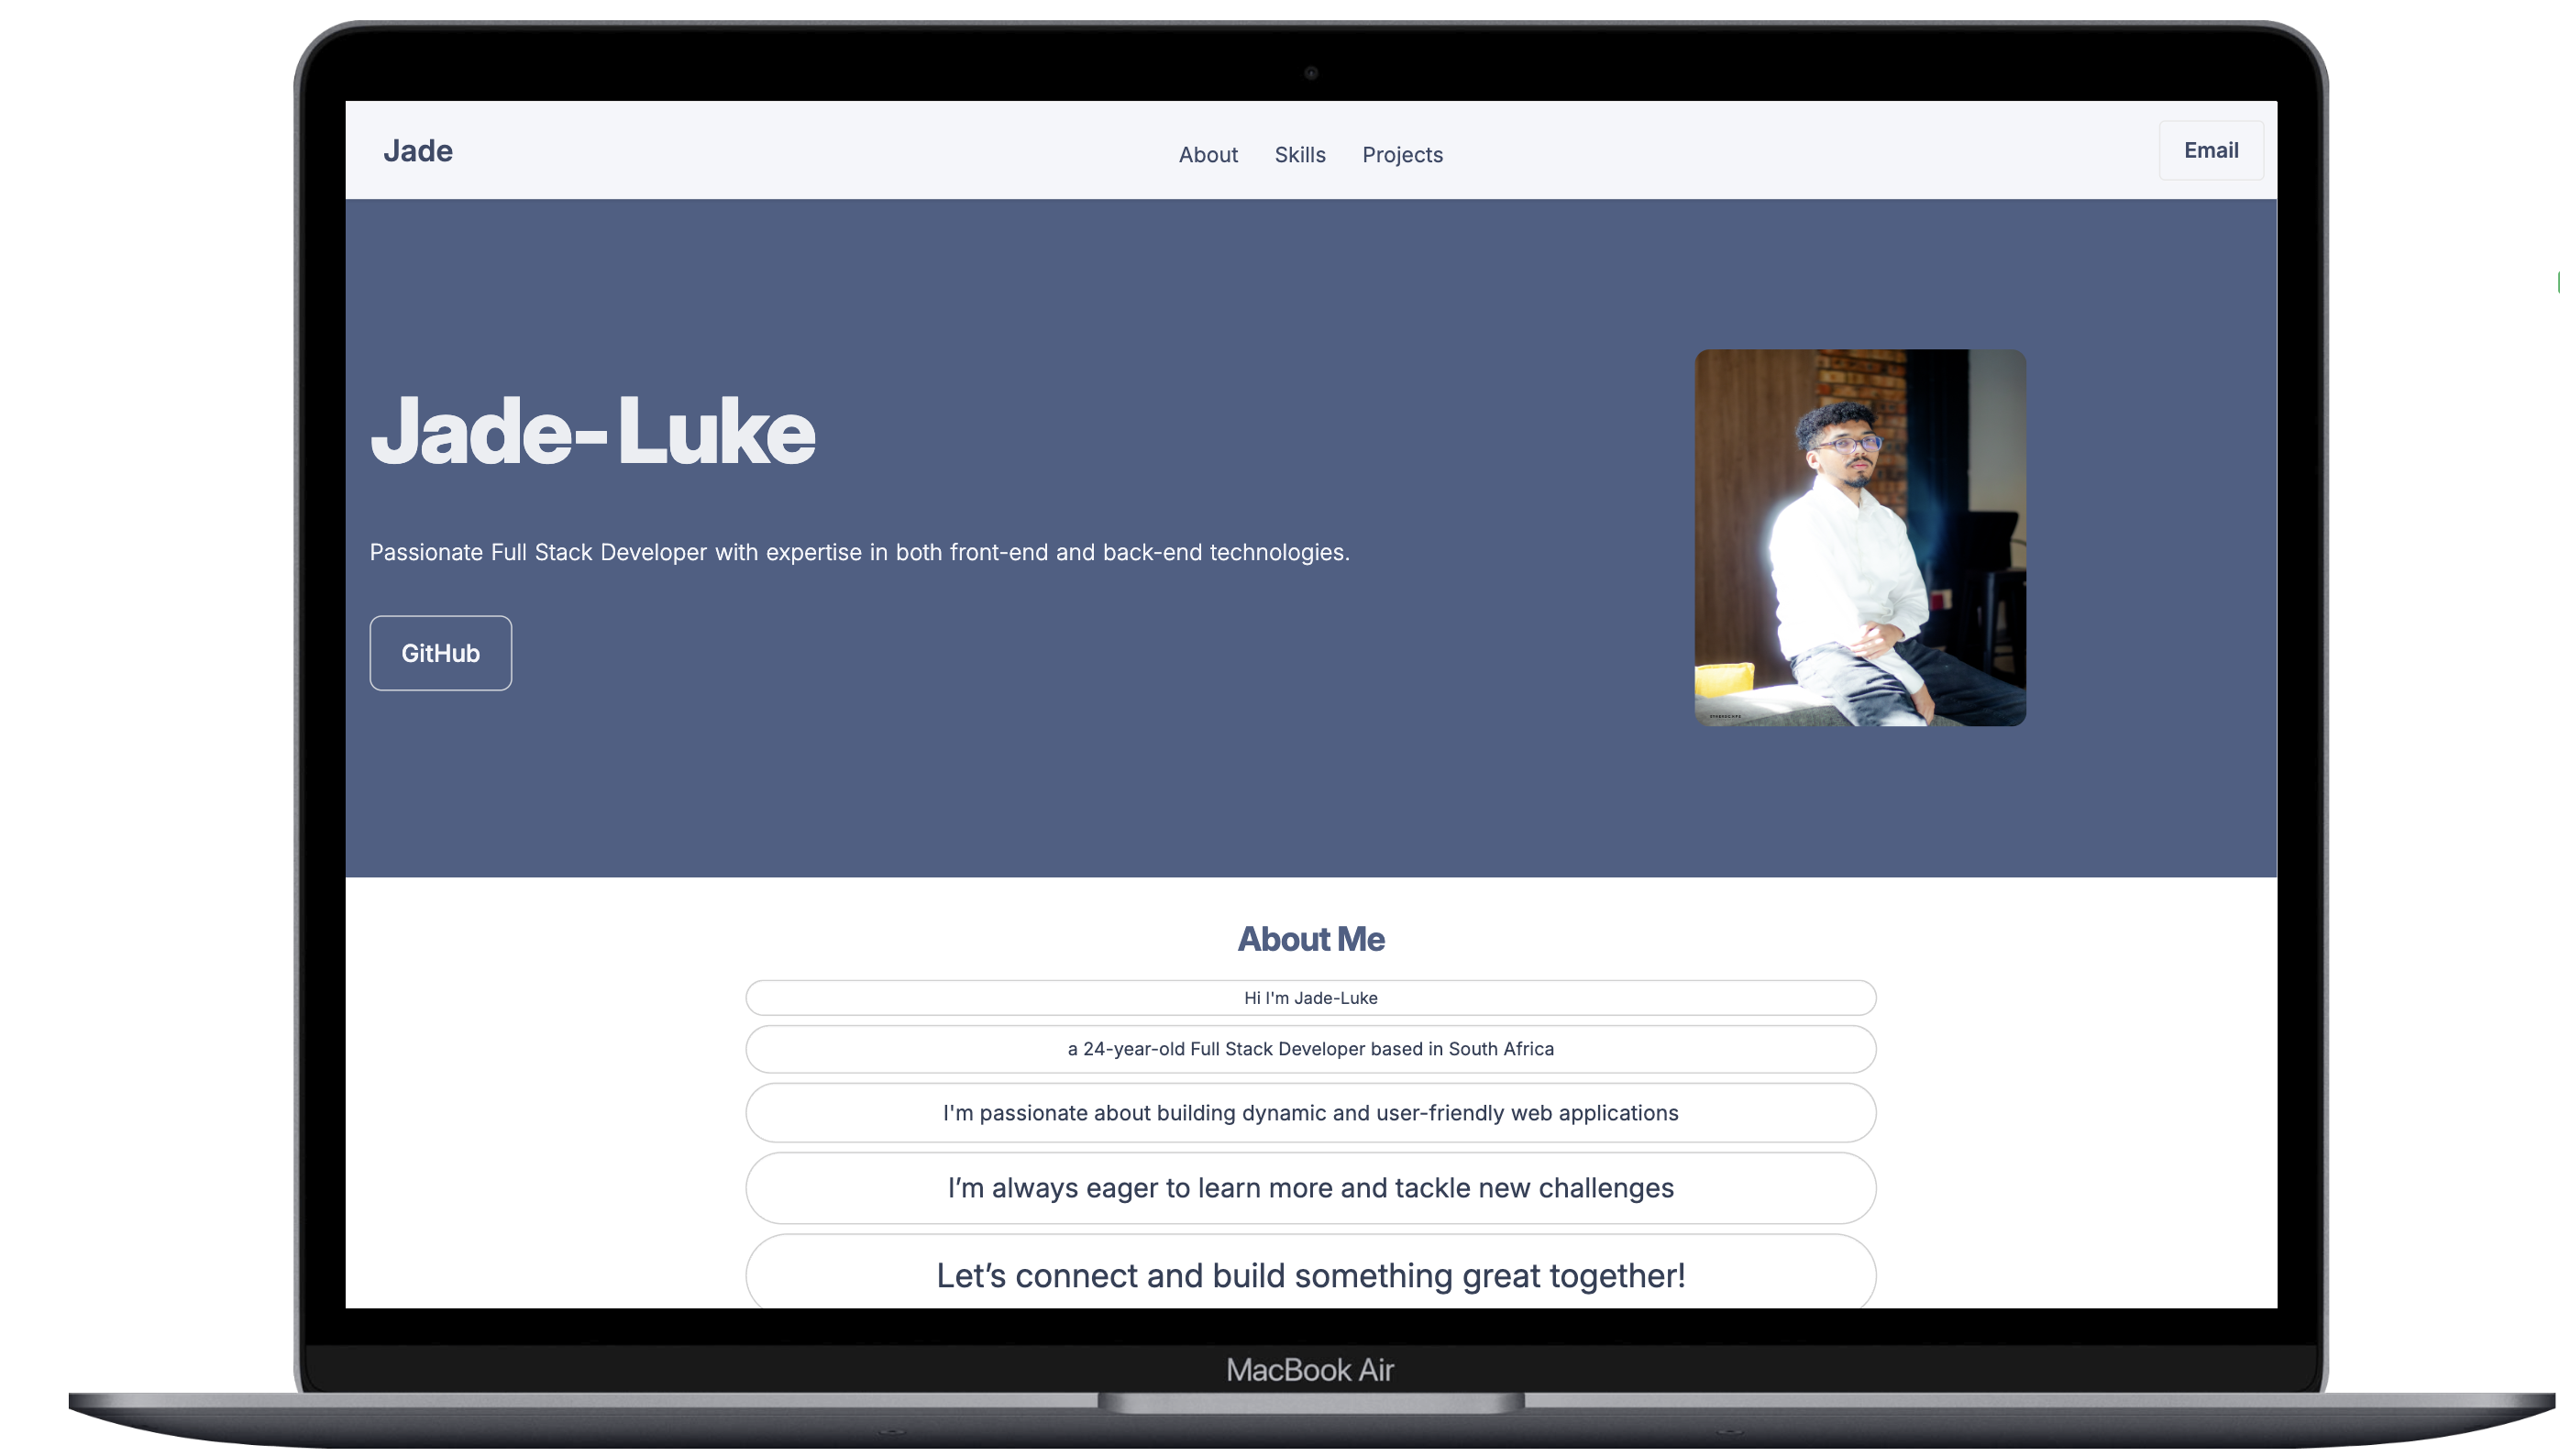 Jade
About Skills Projects
Email
Jade-Luke
Passionate Full Stack Developer with expertise in both front-end and back-end technologies.
GitHub
About Me
Hi I'm Jade-Luke
a 24-year-old Full Stack Developer based in South Africa
I'm passionate about building dynamic and user-friendly web applications
I’m always eager to learn more and tackle new challenges
Let’s connect and build something great together!
MacBook Air